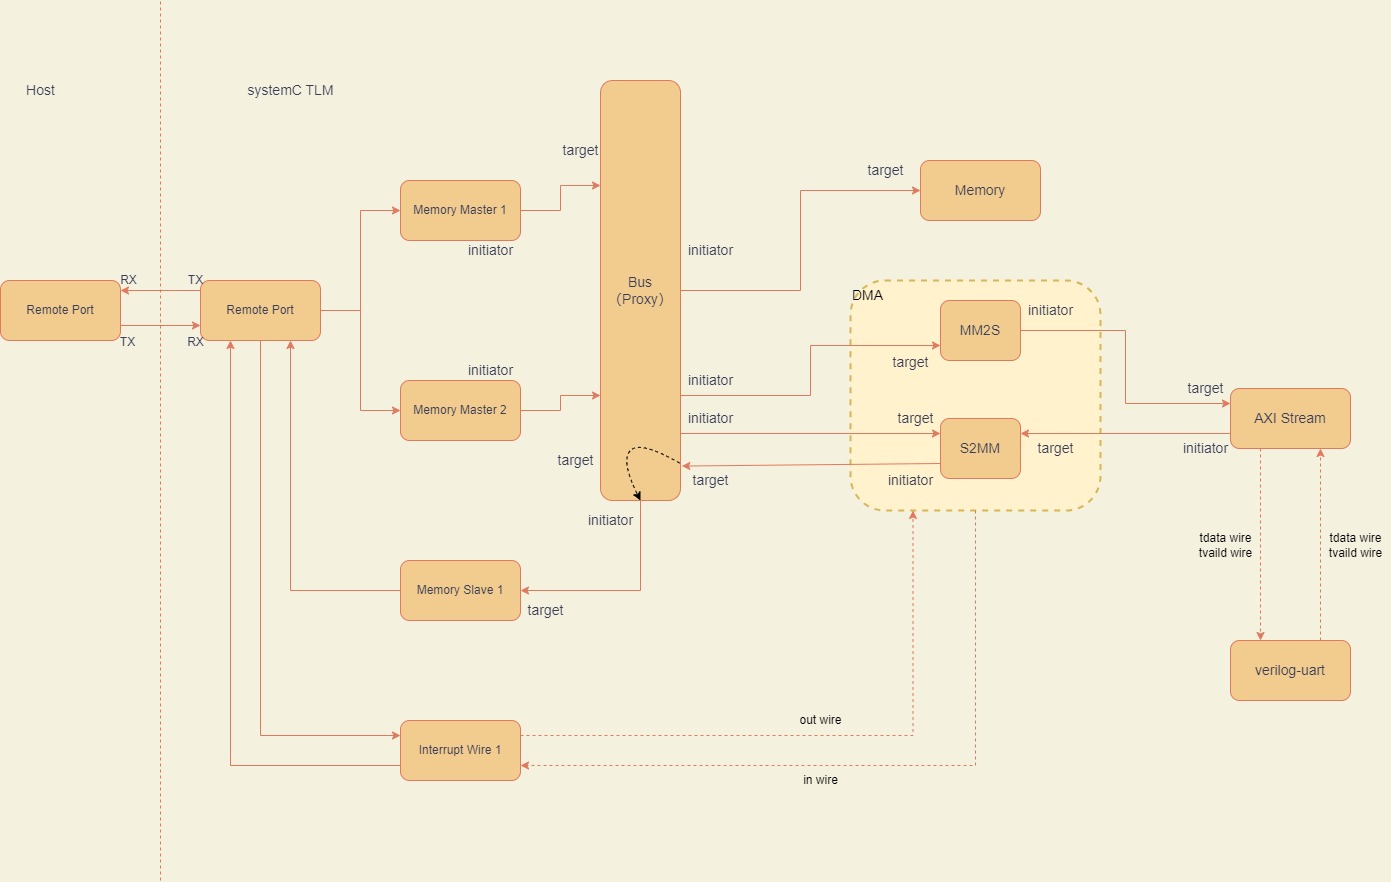 Host
systemC TLM
target
Memory Master 1
initiator
target
Memory
initiator
RX
TX
Remote Port
Remote Port
TX
RX
Bus
(Proxy)
DMA
MM2S
initiator
target
initiator
Memory Master 2
initiator
initiator
target
S2MM
target
target
AXI Stream
initiator
target
target
initiator
initiator
Memory Slave 1
target
tdata wire
tvaild wire
tdata wire
tvaild wire
verilog-uart
Interrupt Wire 1
out wire
in wire